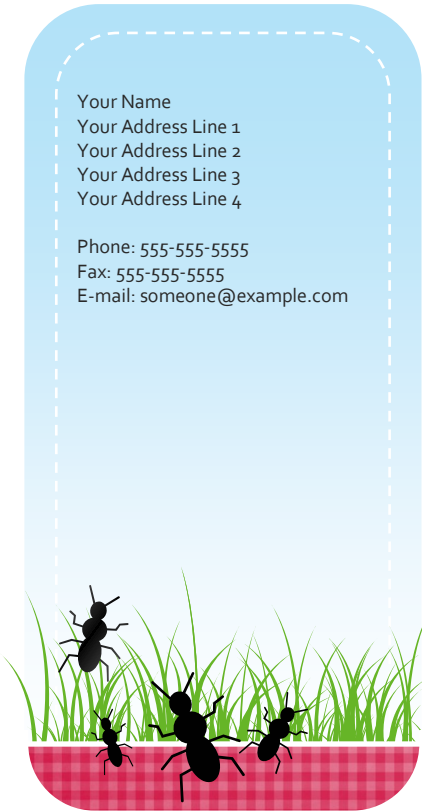 Your Name
Your Address Line 1
Your Address Line 2
Your Address Line 3
Your Address Line 4
Phone: 555-555-5555
Fax: 555-555-5555
E-mail: someone@example.com